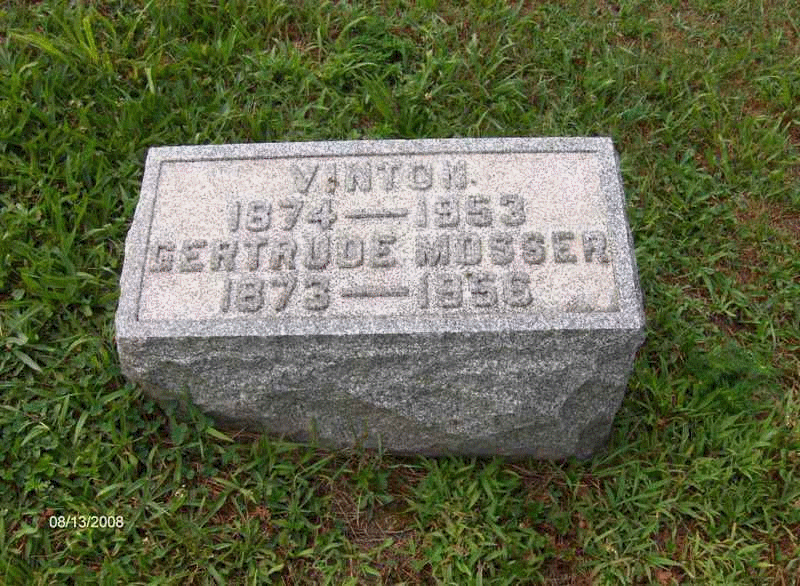 VINTON
1874 — 1953
GERTRUDE MOSSER
1873 — 1956
08/13/2008